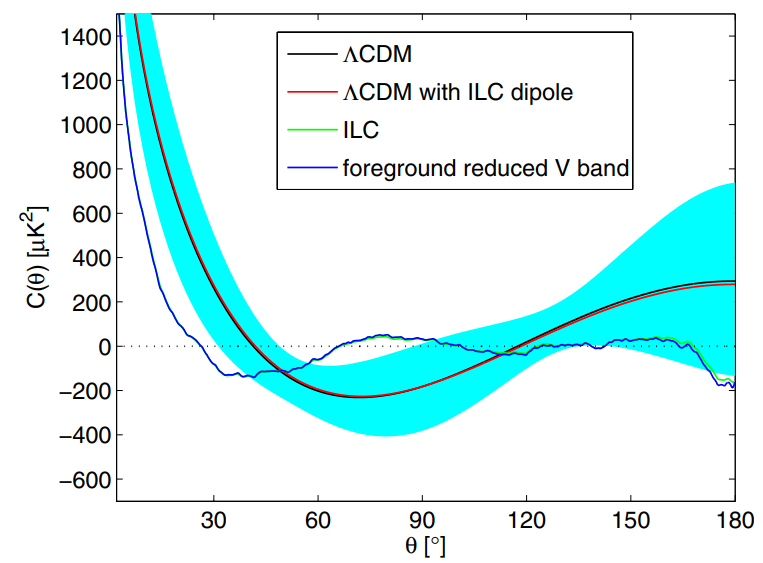 1400
1200
1000
800
600
400
200
0
−200
−400
−600
C(θ) [μK²]
ΛCDM
ΛCDM with ILC dipole
ILC
foreground reduced V band
30 60 90 120 150 180
θ [°]